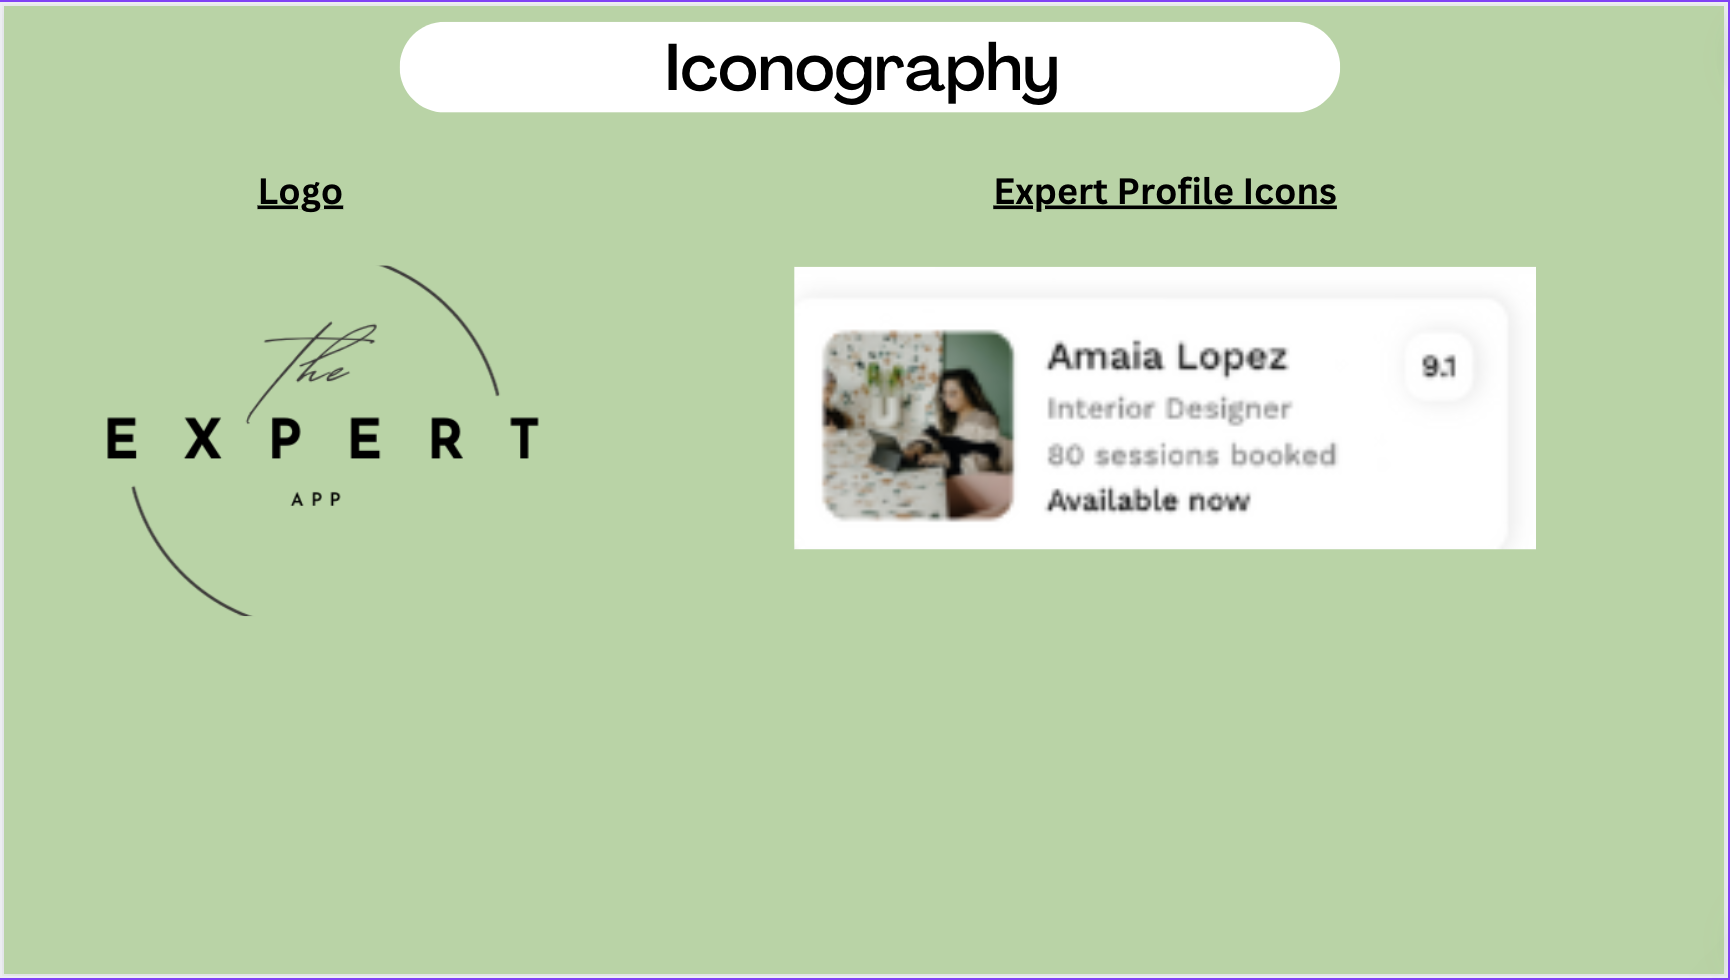 Iconography
Logo
the
EXPERT
APP
Expert Profile Icons
Amaia Lopez
9.1
Interior Designer
80 sessions booked
Available now